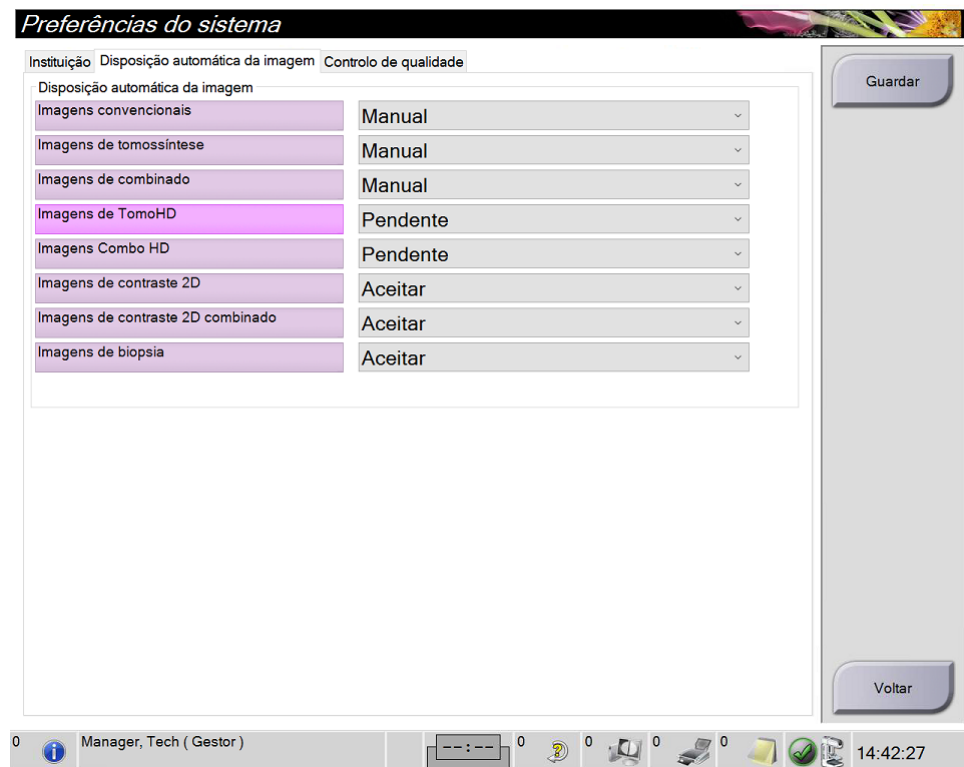 Preferências do sistema
Instituição Disposição automática da imagem Controlo de qualidade
Guardar
Disposição automática da imagem
Imagens convencionais Manual
Imagens de tomossíntese Manual
Imagens de combinado Manual
Imagens de TomoHD Pendente
Imagens Combo HD Pendente
Imagens de contraste 2D Aceitar
Imagens de contraste 2D combinado Aceitar
Imagens de biopsia Aceitar
Voltar
0 Manager, Tech ( Gestor ) --:-- 0 0 0 0 14:42:27